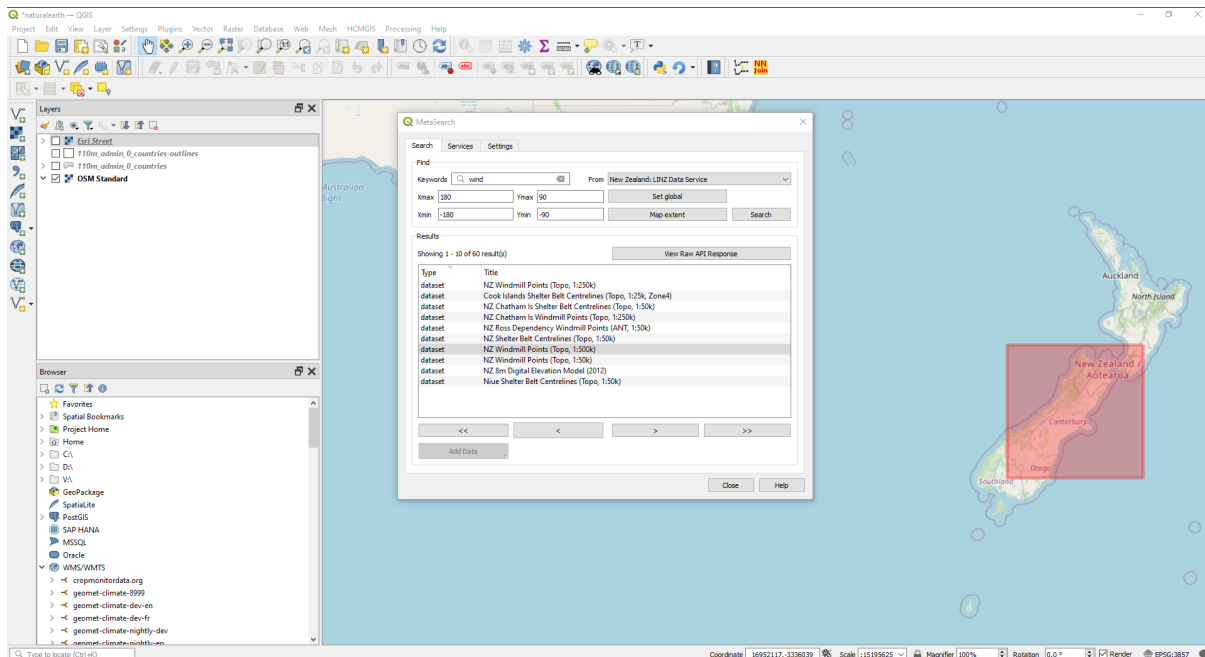 *naturalearth — QGIS
Project Edit View Layer Settings Plugins Vector Raster Database Web Mesh HCMGIS Processing Help
NN
Join
Layers
Esri Street
110m_admin_0_countries-outlines
110m_admin_0_countries
OSM Standard
Browser
Favorites
Spatial Bookmarks
Project Home
Home
C:\
D:\
V:\
GeoPackage
SpatiaLite
PostGIS
SAP HANA
MSSQL
Oracle
WMS/WMTS
cropmonitordata.org
geomet-climate-8999
geomet-climate-dev-en
geomet-climate-dev-fr
geomet-climate-nightly-dev
geomet-climate-nightly-en
Australian
Bight
MetaSearch
Search Services Settings
Find
Keywords wind From New Zealand: LINZ Data Service
Xmax 180 Ymax 90 Set global
Xmin -180 Ymin -90 Map extent Search
Results
Showing 1 - 10 of 60 result(s) View Raw API Response
Type Title
dataset NZ Windmill Points (Topo, 1:250k)
dataset Cook Islands Shelter Belt Centrelines (Topo, 1:25k, Zone4)
dataset NZ Chatham Is Shelter Belt Centrelines (Topo, 1:50k)
dataset NZ Chatham Is Windmill Points (Topo, 1:250k)
dataset NZ Ross Dependency Windmill Points (ANT, 1:50k)
dataset NZ Shelter Belt Centrelines (Topo, 1:50k)
dataset NZ Windmill Points (Topo, 1:500k)
dataset NZ Windmill Points (Topo, 1:50k)
dataset NZ 8m Digital Elevation Model (2012)
dataset Niue Shelter Belt Centrelines (Topo, 1:50k)
<< < > >>
Add Data
Close Help
Auckland
North Island
New Zealand /
Aotearoa
Canterbury
Otago
Southland
Type to locate (Ctrl+K) Coordinate 16952117,-3336039 Scale :15195625 Magnifier 100% Rotation 0.0 ° Render EPSG:3857